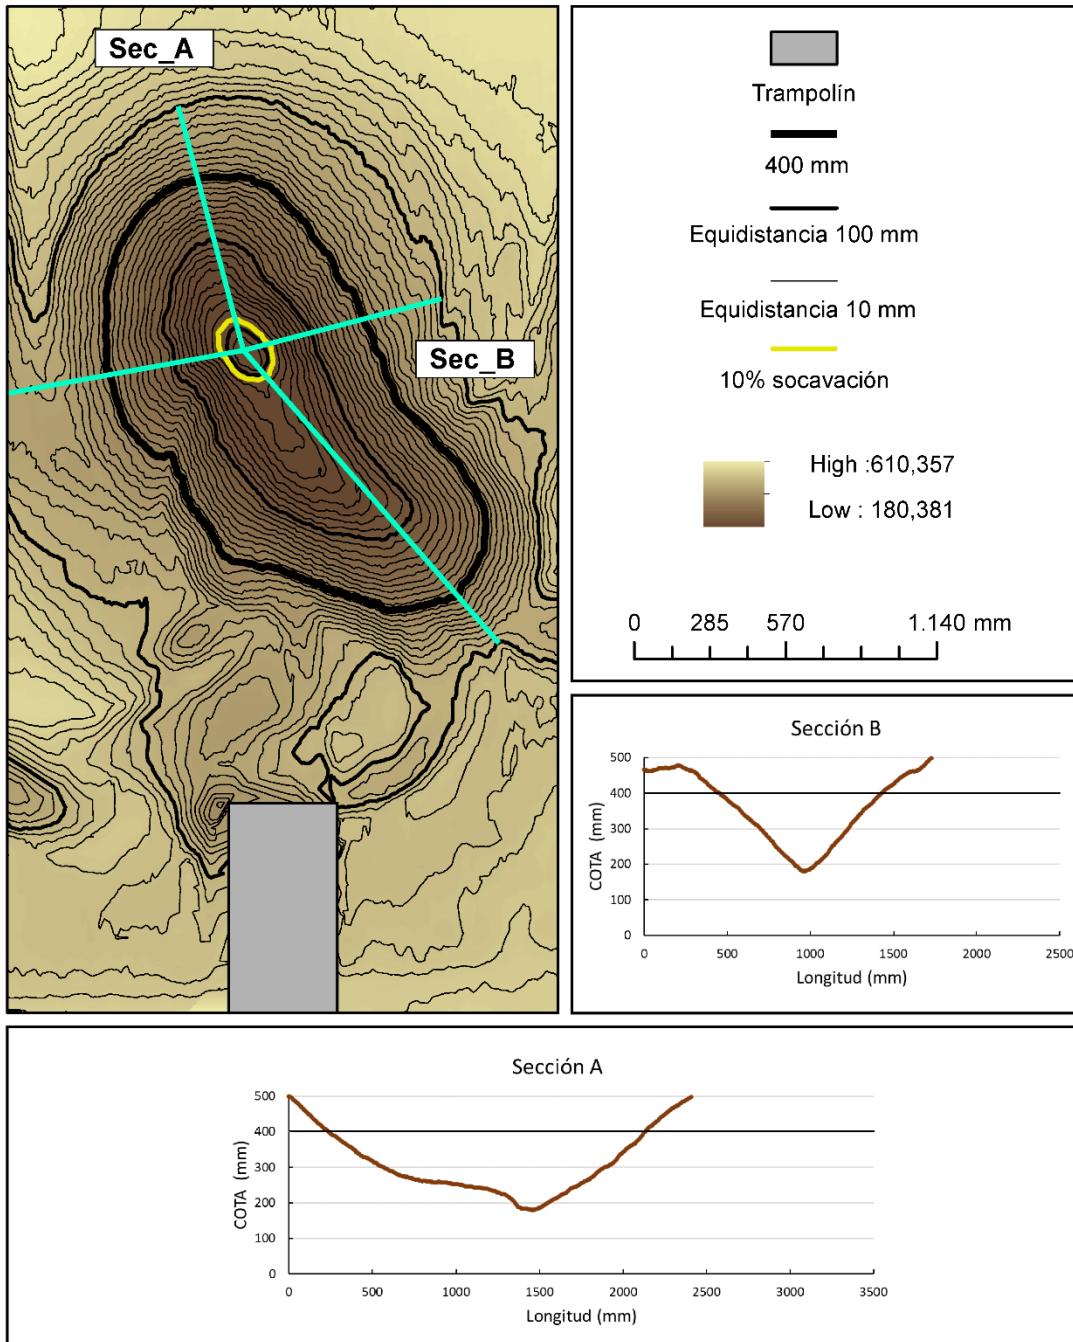 Sec_A
Sec_B
Trampolín
400 mm
Equidistancia 100 mm
Equidistancia 10 mm
10% socavación
High :610,357
Low : 180,381
0 285 570 1.140 mm
Sección B
500
400
300
200
100
0
COTA (mm)
0 500 1000 1500 2000 2500
Longitud (mm)
Sección A
500
400
300
200
100
0
COTA (mm)
0 500 1000 1500 2000 2500 3000 3500
Longitud (mm)